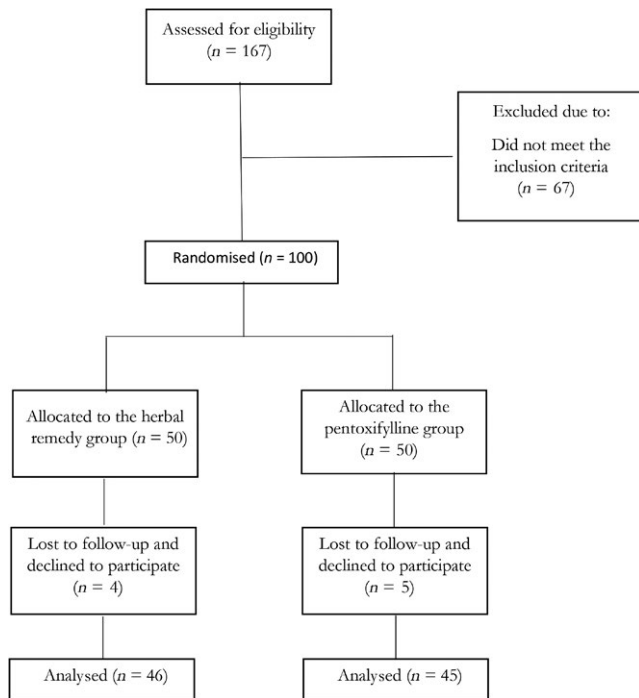 Assessed for eligibility
(n = 167)
Excluded due to:
Did not meet the
inclusion criteria
(n = 67)
Randomised (n = 100)
Allocated to the herbal
remedy group (n = 50)
Allocated to the
pentoxifylline group
(n = 50)
Lost to follow-up and
declined to participate
(n = 4)
Lost to follow-up and
declined to participate
(n = 5)
Analysed (n = 46)
Analysed (n = 45)